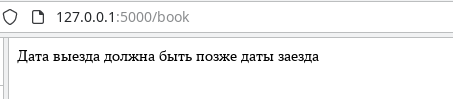 127.0.0.1:5000/book
Дата выезда должна быть позже даты заезда